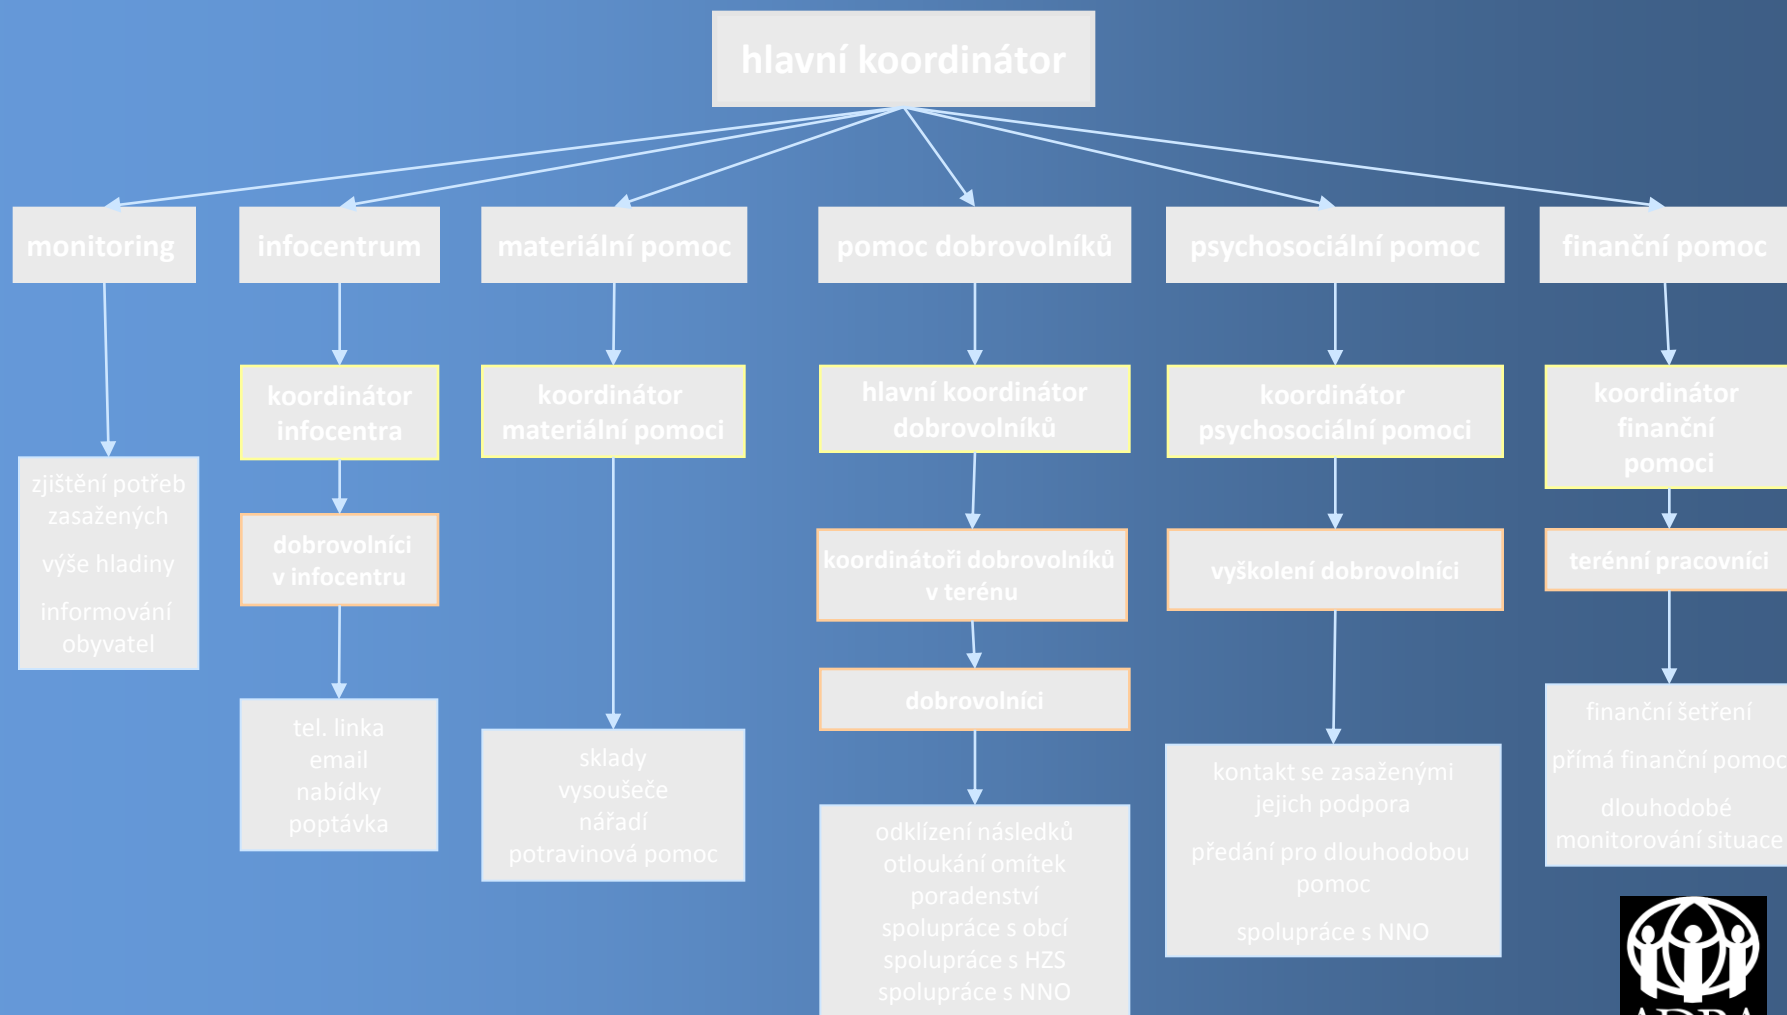 hlavní koordinátor
monitoring
infocentrum
materiální pomoc
pomoc dobrovolníků
psychosociální pomoc
finanční pomoc
koordinátor
infocentra
koordinátor
materiální pomoci
hlavní koordinátor
dobrovolníků
koordinátor
psychosociální pomoci
koordinátor
finanční
pomoci
zjištění potřeb
zasažených
výše hladiny
informování
obyvatel
dobrovolníci
v infocentru
koordinátoři dobrovolníků
v terénu
vyškolení dobrovolníci
terénní pracovníci
dobrovolníci
tel. linka
email
nabídky
poptávka
sklady
vysoušeče
nářadí
potravinová pomoc
odklízení následků
otloukání omítek
poradenství
spolupráce s obcí
spolupráce s HZS
spolupráce s NNO
kontakt se zasaženými
jejich podpora
předání pro dlouhodobou
pomoc
spolupráce s NNO
finanční šetření
přímá finanční pomoc
dlouhodobé
monitorování situace
ADRA